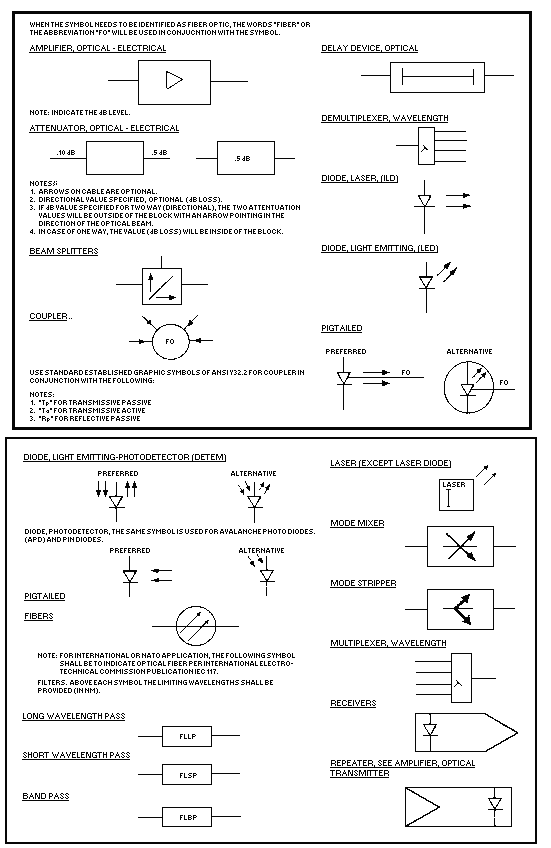 WHEN THE SYMBOL NEEDS TO BE IDENTIFIED AS FIBER OPTIC, THE WORDS "FIBER" OR
THE ABBREVIATION "FO" WILL BE USED IN CONJUCNTION WITH THE SYMBOL.
AMPLIFIER, OPTICAL - ELECTRICAL
NOTE: INDICATE THE dB LEVEL.
ATTENUATOR, OPTICAL - ELECTRICAL
.10 dB
.5 dB
.5 dB
NOTES:
1. ARROWS ON CABLE ARE OPTIONAL.
2. DIRECTIONAL VALUE SPECIFIED, OPTIONAL (dB LOSS).
3. IF dB VALUE SPECIFIED FOR TWO WAY (DIRECTIONAL), THE TWO ATTENTUATION
VALUES WILL BE OUTSIDE OF THE BLOCK WITH AN ARROW POINTING IN THE
DIRECTION OF THE OPTICAL BEAM.
4. IN CASE OF ONE WAY, THE VALUE (dB LOSS) WILL BE INSIDE OF THE BLOCK.
BEAM SPLITTERS
COUPLER..
FO
USE STANDARD ESTABLISHED GRAPHIC SYMBOLS OF ANSI Y32.2 FOR COUPLER IN
CONJUNCTION WITH THE FOLLOWING:
NOTES:
1. "Tp" FOR TRANSMISSIVE PASSIVE
2. "Ta" FOR TRANSMISSIVE ACTIVE
3. "Rp" FOR REFLECTIVE PASSIVE
DELAY DEVICE, OPTICAL
DEMULTIPLEXER, WAVELENGTH
DIODE, LASER, (ILD)
DIODE, LIGHT EMITTING, (LED)
PIGTAILED
PREFERRED
ALTERNATIVE
FO
FO
DIODE, LIGHT EMITTING-PHOTODETECTOR (DETEM)
PREFERRED
ALTERNATIVE
DIODE, PHOTODETECTOR, THE SAME SYMBOL IS USED FOR AVALANCHE PHOTO DIODES.
(APD) AND PIN DIODES.
PREFERRED
ALTERNATIVE
PIGTAILED
FIBERS
NOTE: FOR INTERNATIONAL OR NATO APPLICATION, THE FOLLOWING SYMBOL
SHALL BE TO INDICATE OPTICAL FIBER PER INTERNATIONAL ELECTRO-
TECHNICAL COMMISSION PUBLICATION IEC 117.
FILTERS. ABOVE EACH SYMBOL THE LIMITING WAVELENGTHS SHALL BE
PROVIDED (IN NM).
LONG WAVELENGTH PASS
FLLP
SHORT WAVELENGTH PASS
FLSP
BAND PASS
FLBP
LASER (EXCEPT LASER DIODE)
LASER
MODE MIXER
MODE STRIPPER
MULTIPLEXER, WAVELENGTH
RECEIVERS
REPEATER, SEE AMPLIFIER, OPTICAL
TRANSMITTER